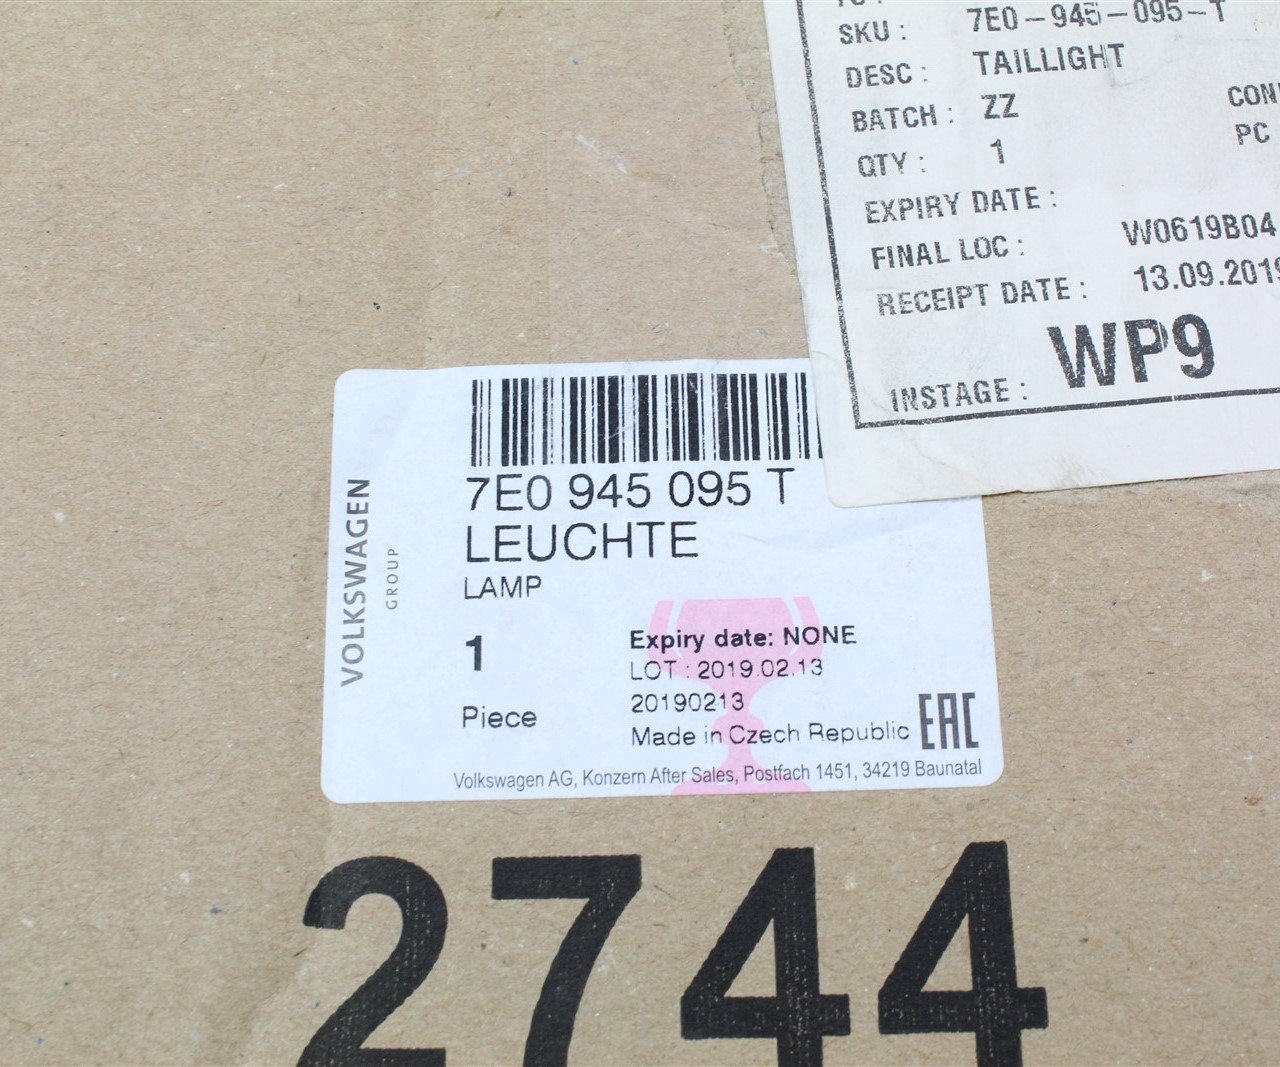 SKU : 7E0-945-095-T
DESC : TAILLIGHT
BATCH : ZZ
QTY : 1
PC
EXPIRY DATE :
FINAL LOC : W0619B04
RECEIPT DATE : 13.09.2019
INSTAGE : WP9
VOLKSWAGEN
GROUP
7E0 945 095 T
LEUCHTE
LAMP
1
Piece
Expiry date: NONE
LOT : 2019.02.13
20190213
Made in Czech Republic
EAC
Volkswagen AG, Konzern After Sales, Postfach 1451, 34219 Baunatal
2744